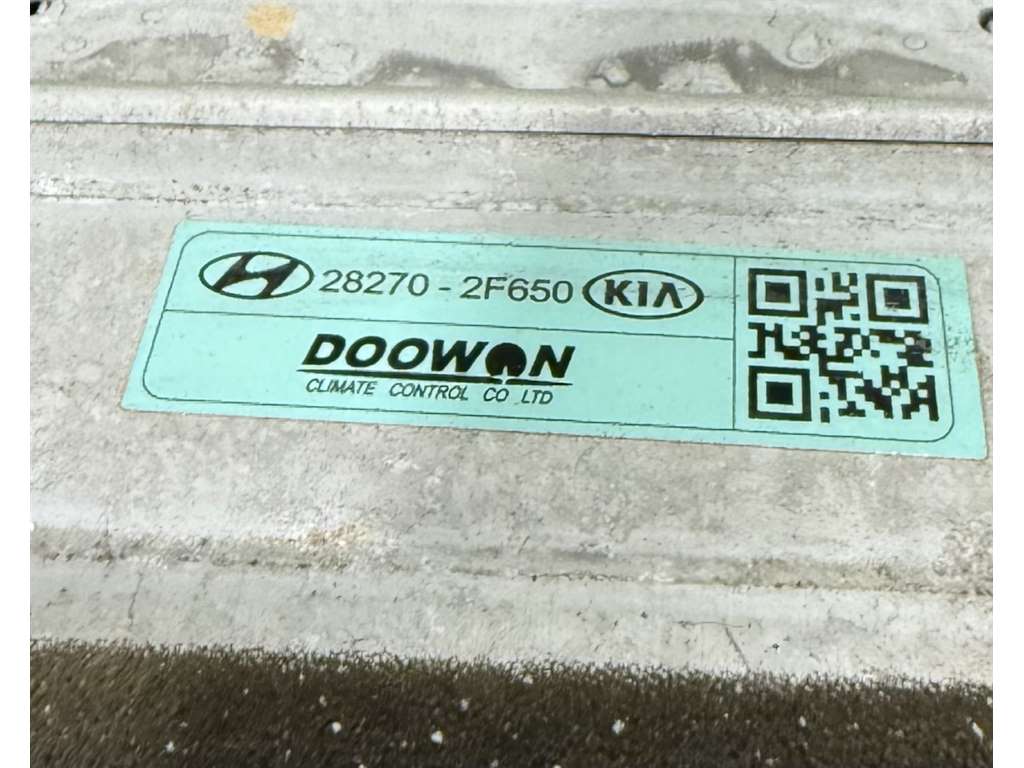 28270 - 2F650 KIA
DOOWON
CLIMATE CONTROL CO LTD